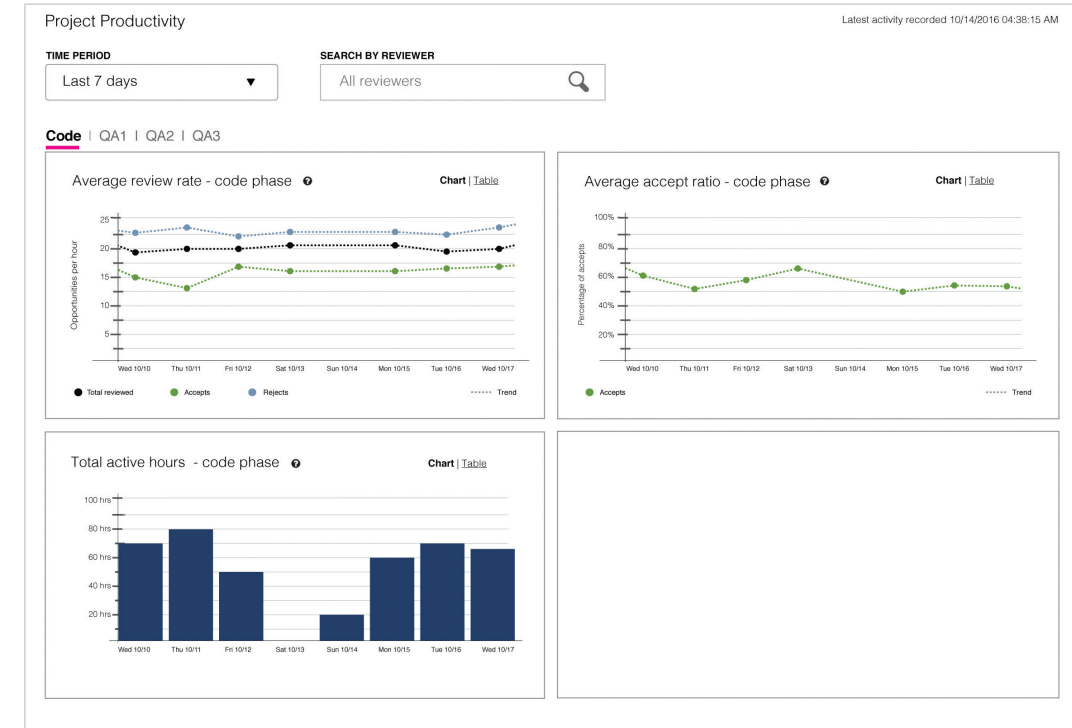 Project Productivity
Latest activity recorded 10/14/2016 04:38:15 AM
TIME PERIOD
Last 7 days
SEARCH BY REVIEWER
All reviewers
Code | QA1 | QA2 | QA3
Average review rate - code phase ?
Chart | Table
Opportunities per hour
25
20
15
10
5
Wed 10/10 Thu 10/11 Fri 10/12 Sat 10/13 Sun 10/14 Mon 10/15 Tue 10/16 Wed 10/17
Total reviewed Accepts Rejects Trend
Average accept ratio - code phase ?
Chart | Table
Percentage of accepts
100%
80%
60%
40%
20%
Wed 10/10 Thu 10/11 Fri 10/12 Sat 10/13 Sun 10/14 Mon 10/15 Tue 10/16 Wed 10/17
Accepts Trend
Total active hours - code phase ?
Chart | Table
100 hrs
80 hrs
60 hrs
40 hrs
20 hrs
Wed 10/10 Thu 10/11 Fri 10/12 Sat 10/13 Sun 10/14 Mon 10/15 Tue 10/16 Wed 10/17